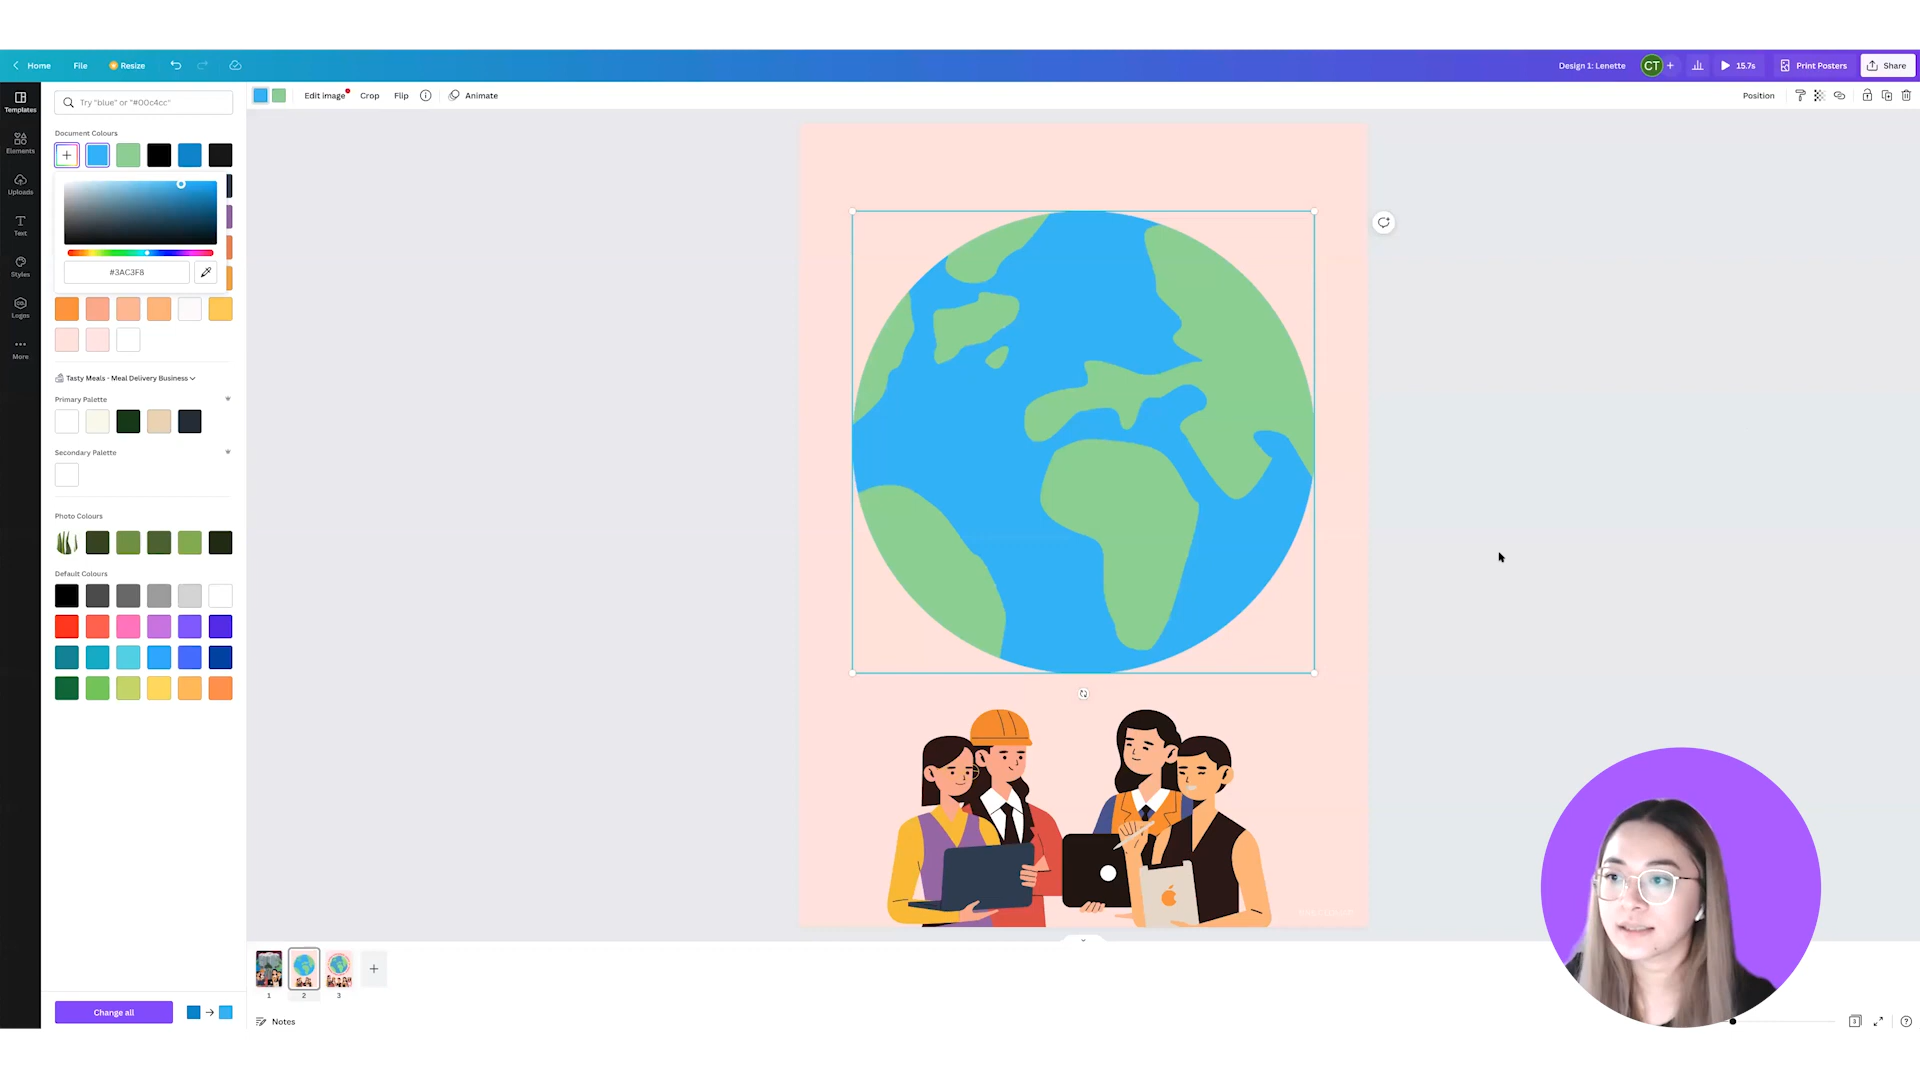 Home
File
Resize
Design 1: Lenette
CT
15.7s
Print Posters
Share
Templates
Elements
Uploads
Text
Styles
Logos
More
Try "blue" or "#00c4cc"
Edit image
Crop
Flip
Animate
Position
Document Colours
#3AC3F8
Tasty Meals - Meal Delivery Business
Primary Palette
Secondary Palette
Photo Colours
Default Colours
Change all
1
2
3
Notes
3